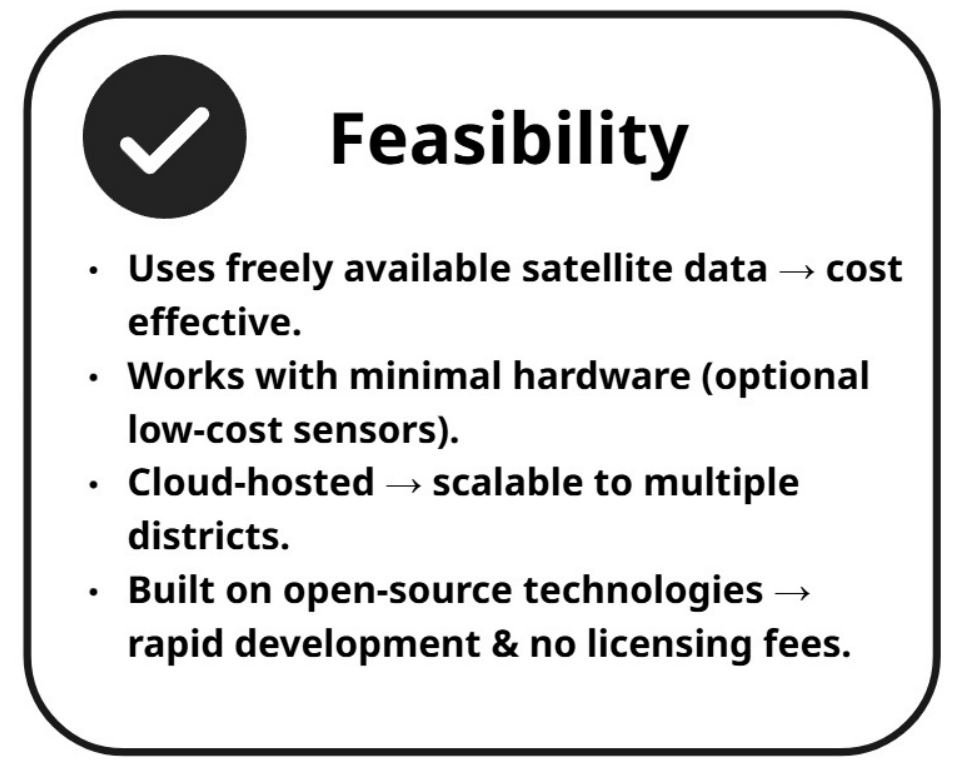 Feasibility
• Uses freely available satellite data → cost
effective.
• Works with minimal hardware (optional
low-cost sensors).
• Cloud-hosted → scalable to multiple
districts.
• Built on open-source technologies →
rapid development & no licensing fees.